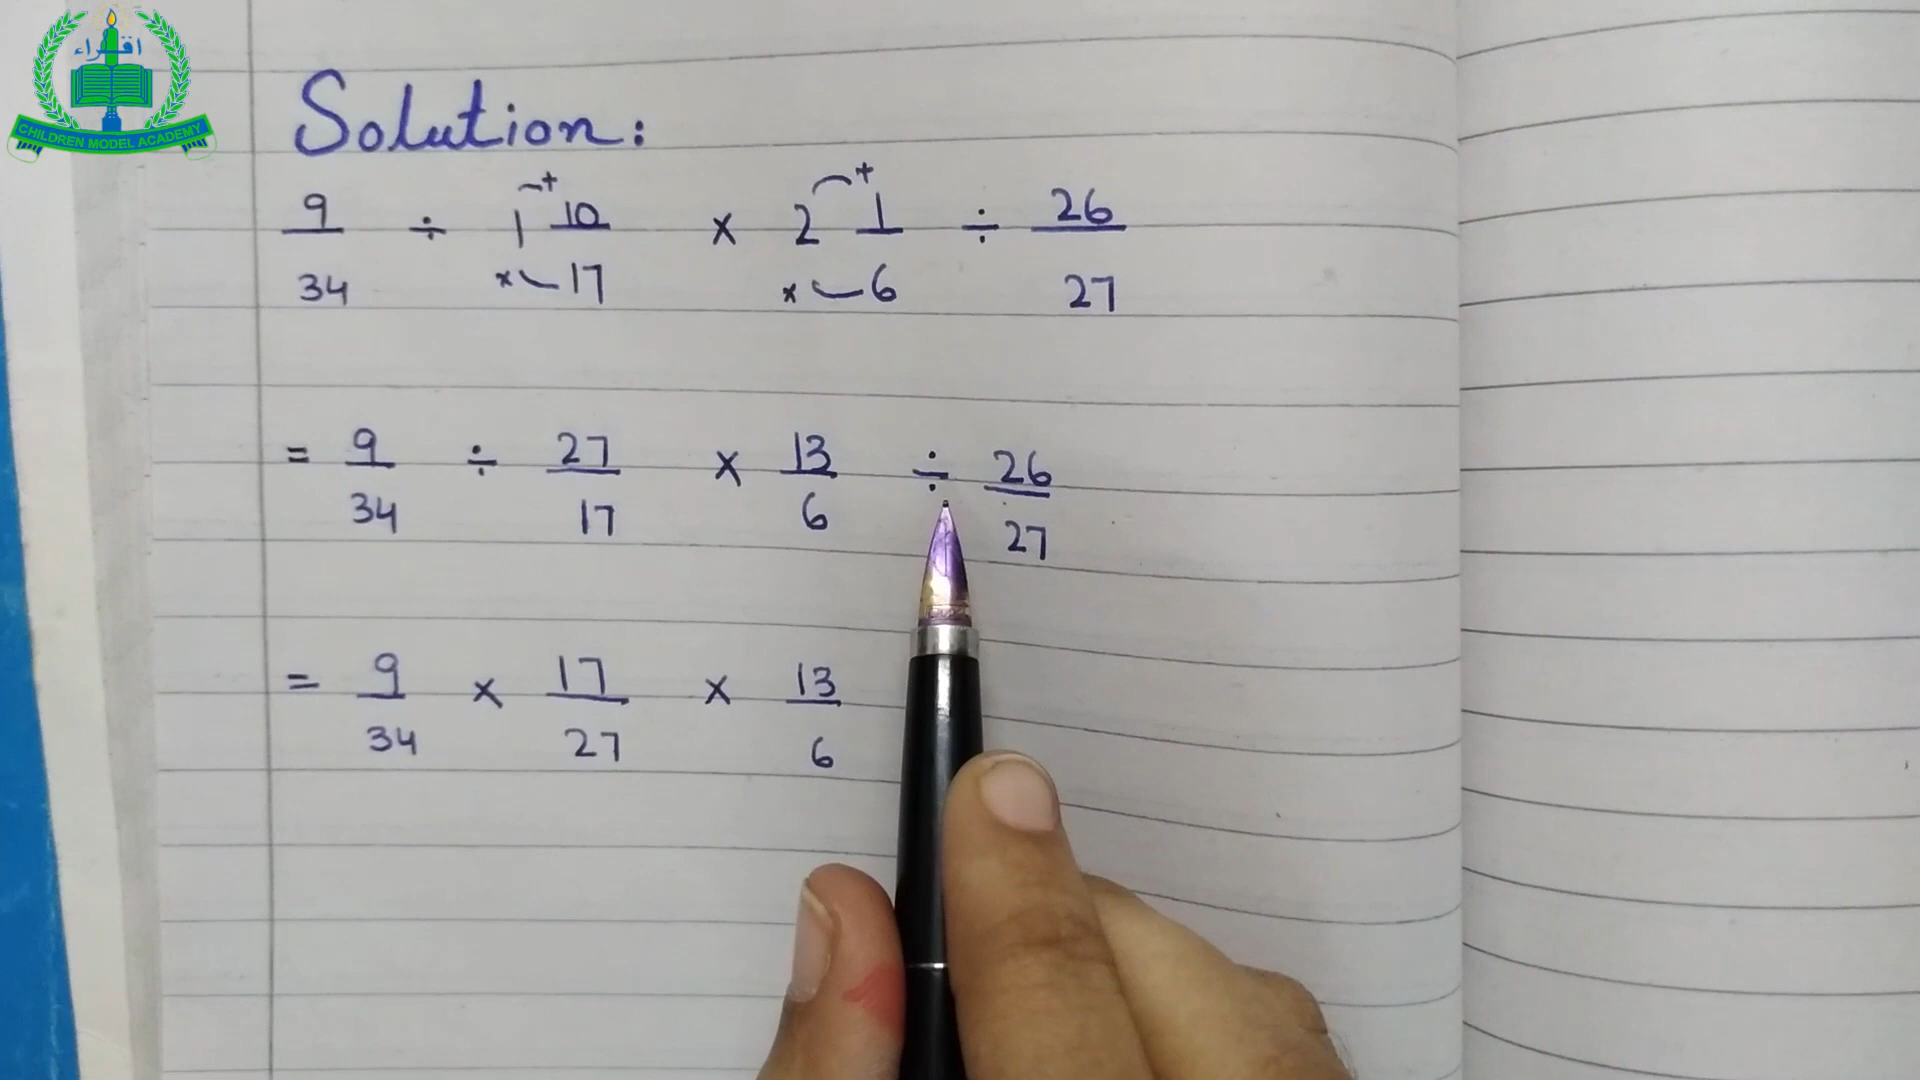 اقراء
CHILDREN MODEL ACADEMY
Solution:
9/34 ÷ 1 10/17 × 2 1/6 ÷ 26/27
+ +
× ×
= 9/34 ÷ 27/17 × 13/6 ÷ 26/27
= 9/34 × 17/27 × 13/6